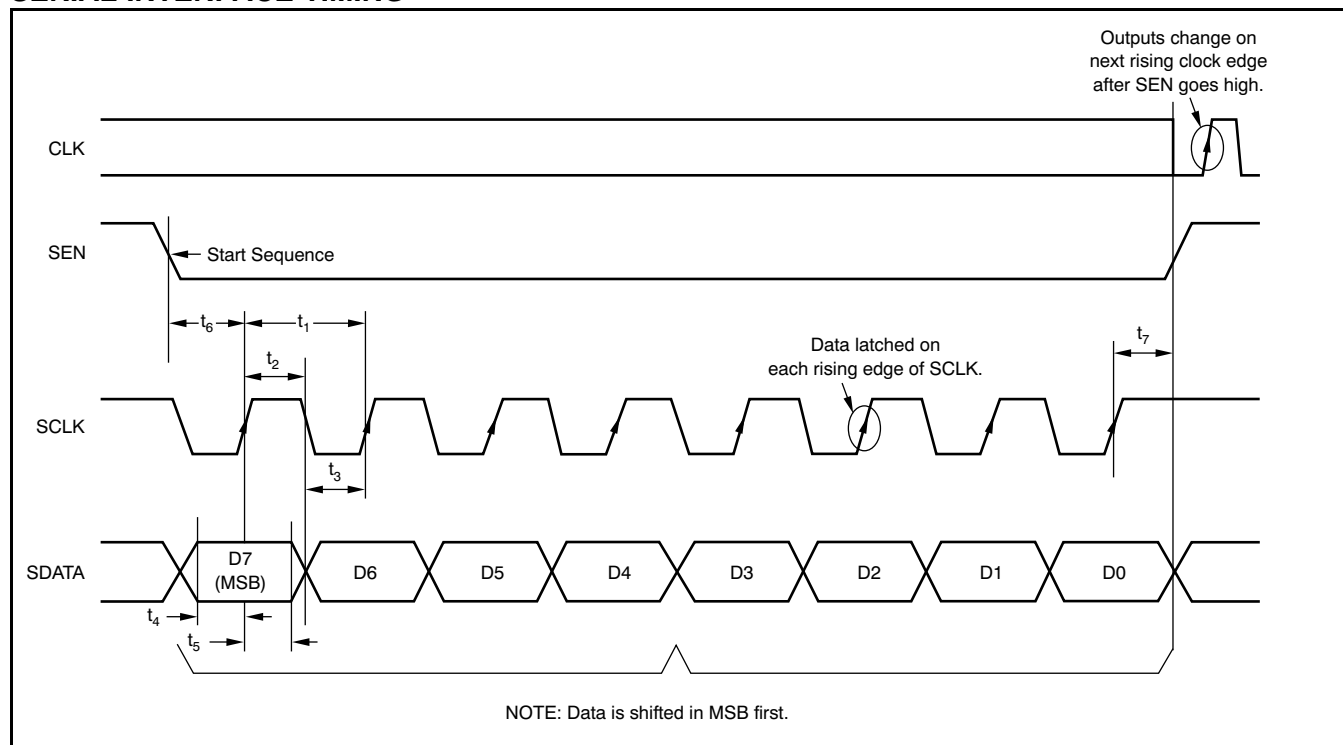 SERIAL INTERFACE TIMING
Outputs change on
next rising clock edge
after SEN goes high.
CLK
SEN
Start Sequence
t6
t1
t7
t2
Data latched on
each rising edge of SCLK.
SCLK
t3
SDATA
D7
(MSB)
D6
D5
D4
D3
D2
D1
D0
t4
t5
NOTE: Data is shifted in MSB first.